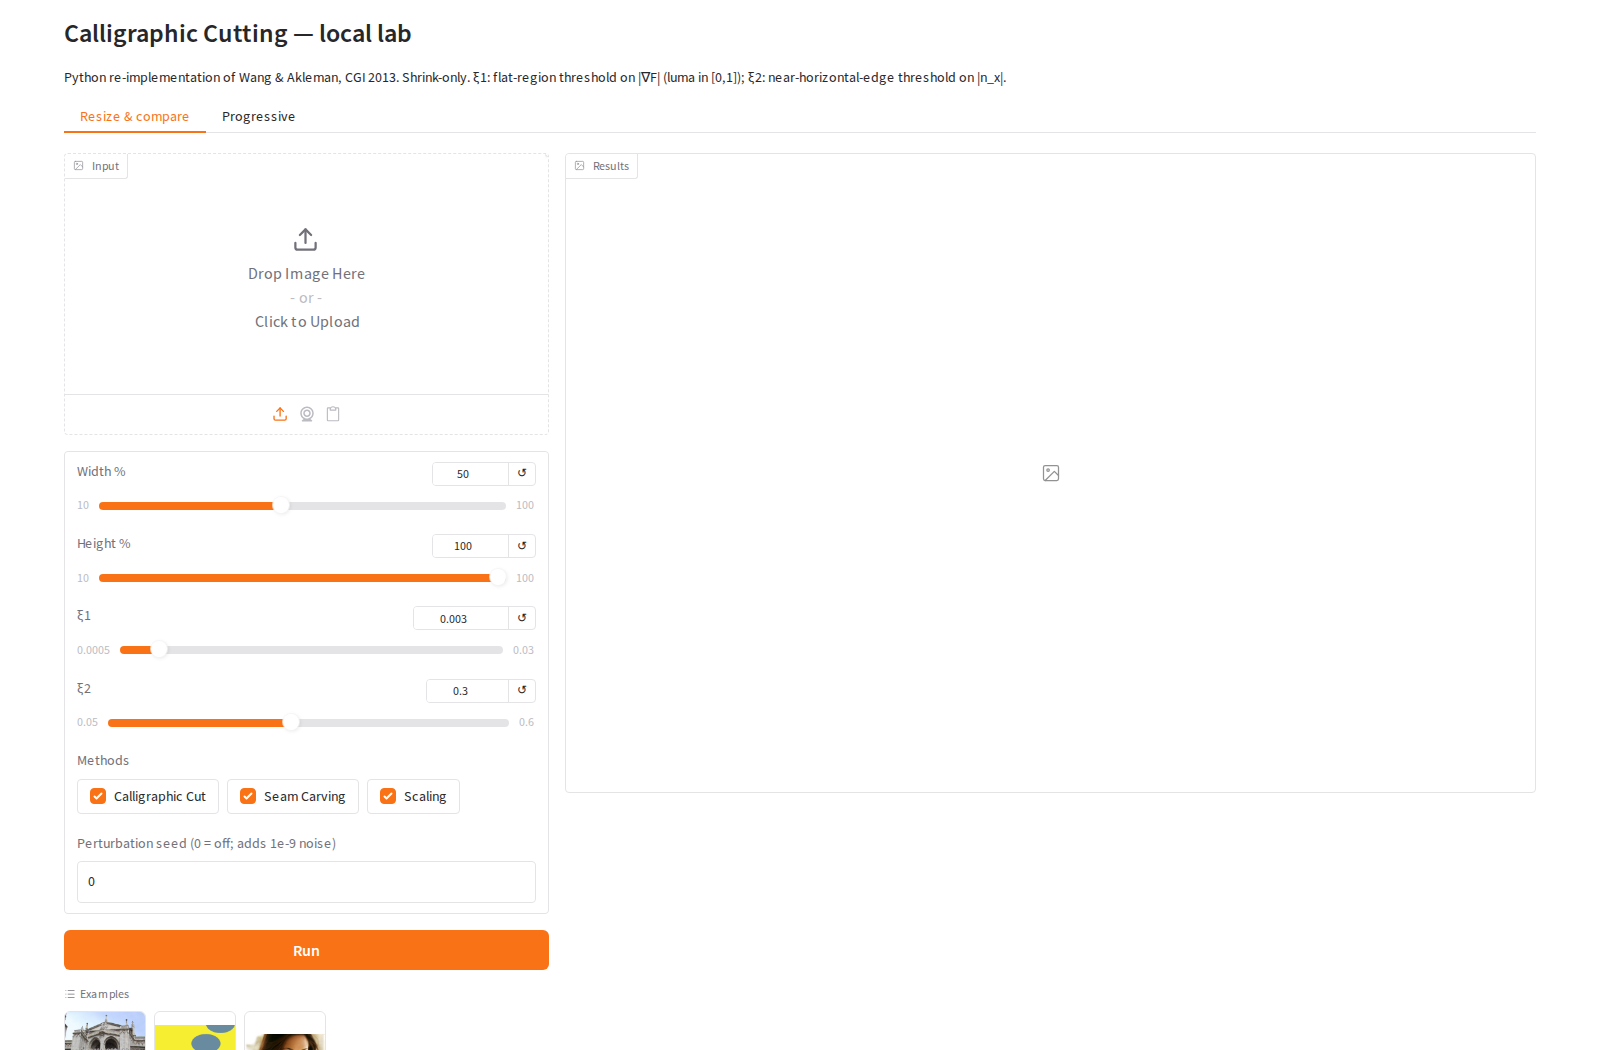 Calligraphic Cutting — local lab
Python re-implementation of Wang & Akleman, CGI 2013. Shrink-only. ξ1: flat-region threshold on |∇F| (luma in [0,1]); ξ2: near-horizontal-edge threshold on |n_x|.
Resize & compare
Progressive
Input
Drop Image Here
- or -
Click to Upload
Width %
50
↺
10
100
Height %
100
↺
10
100
ξ1
0.003
↺
0.0005
0.03
ξ2
0.3
↺
0.05
0.6
Methods
Calligraphic Cut
Seam Carving
Scaling
Perturbation seed (0 = off; adds 1e-9 noise)
0
Run
Examples
Results